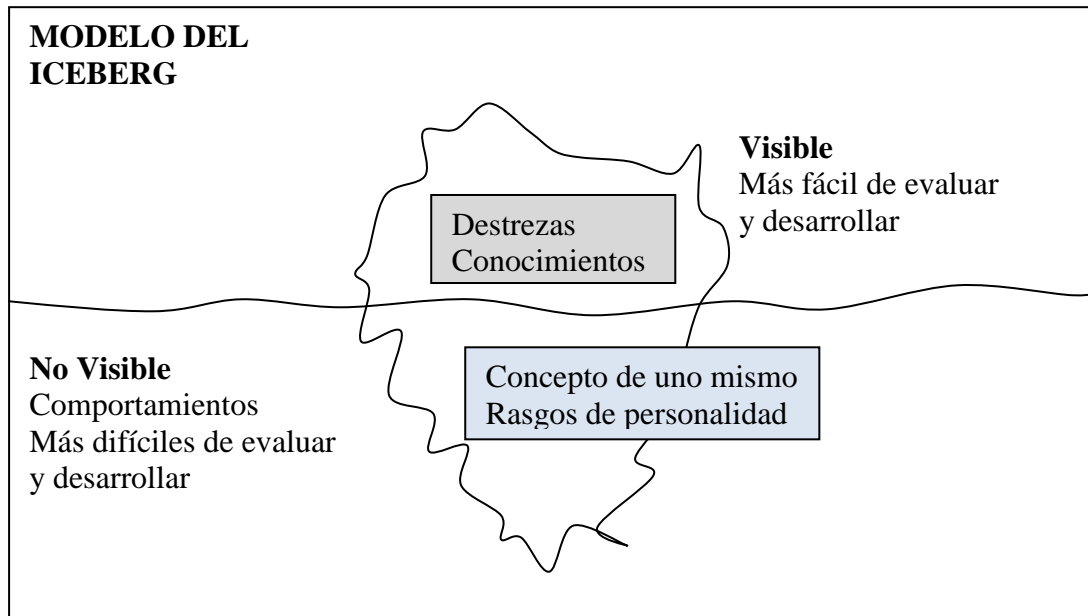 MODELO DEL
ICEBERG
Visible
Más fácil de evaluar
y desarrollar
Destrezas
Conocimientos
No Visible
Comportamientos
Más difíciles de evaluar
y desarrollar
Concepto de uno mismo
Rasgos de personalidad